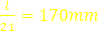 ↓/21 = 170mm